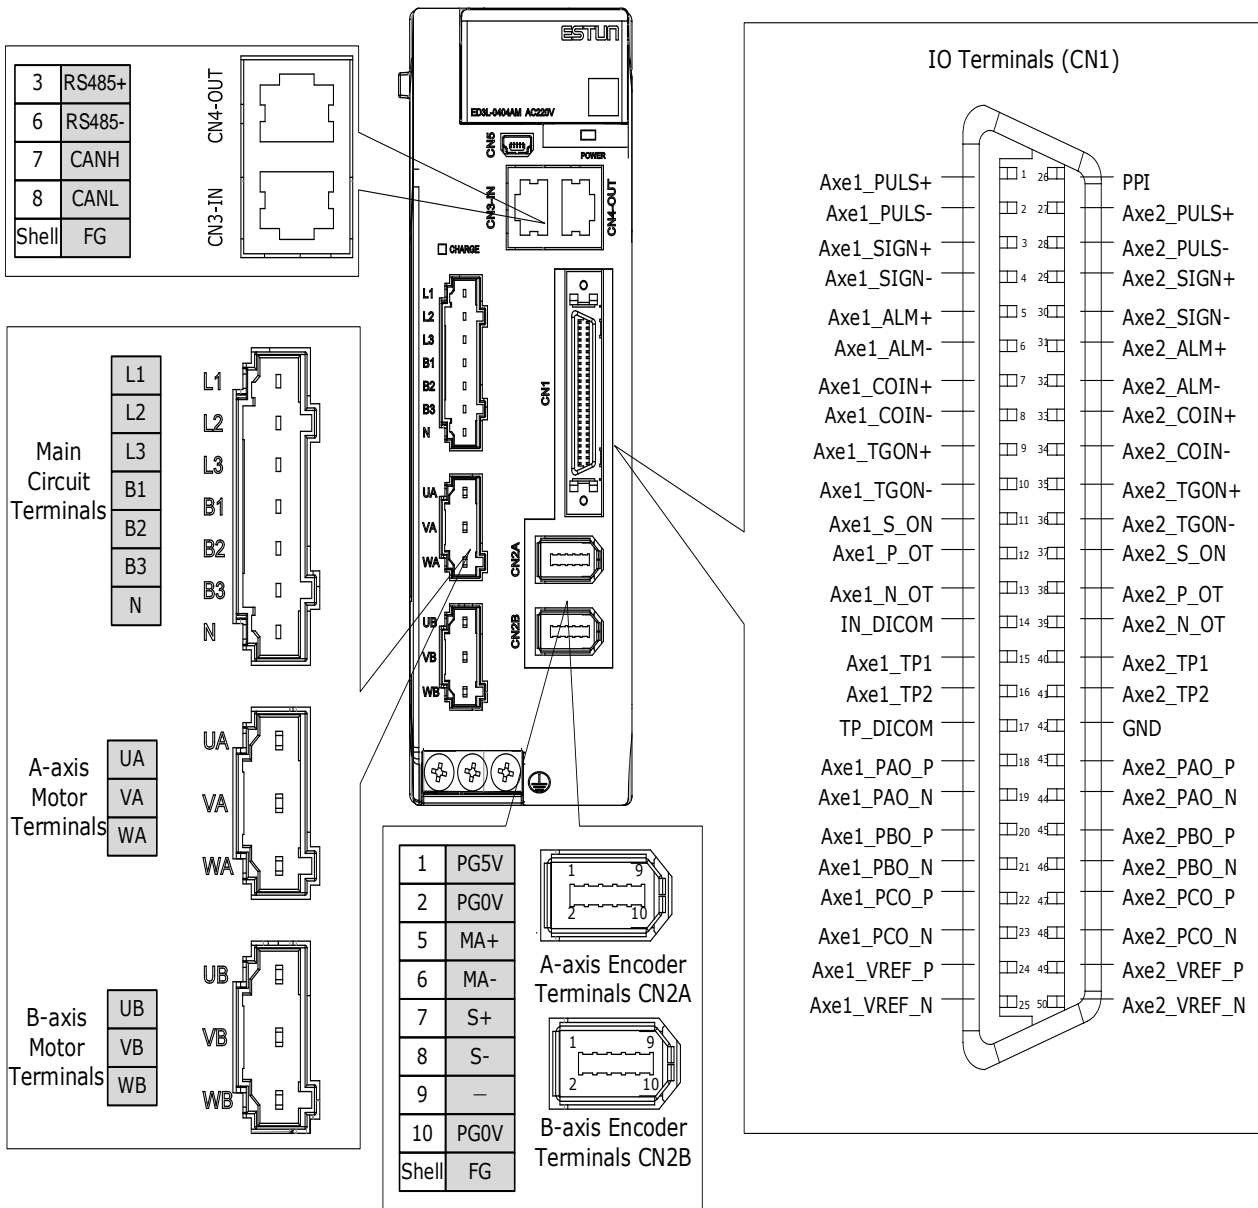 3 RS485+
6 RS485-
7 CANH
8 CANL
Shell FG
CN4-OUT
CN3-IN
ESTUN
ED3L-0404AM AC220V
CN5
POWER
CN3-IN
CN4-OUT
CHARGE
L1
L2
L3
B1
B2
B3
N
CN1
UA
VA
WA
CN2A
UB
VB
WB
CN2B
Main
Circuit
Terminals
L1
L2
L3
B1
B2
B3
N
L1
L2
L3
B1
B2
B3
N
A-axis
Motor
Terminals
UA
VA
WA
UA
VA
WA
B-axis
Motor
Terminals
UB
VB
WB
UB
VB
WB
1 PG5V
2 PG0V
5 MA+
6 MA-
7 S+
8 S-
9 –
10 PG0V
Shell FG
1 9
2 10
A-axis Encoder
Terminals CN2A
1 9
2 10
B-axis Encoder
Terminals CN2B
IO Terminals (CN1)
Axe1_PULS+ 1 26 PPI
Axe1_PULS- 2 27 Axe2_PULS+
Axe1_SIGN+ 3 28 Axe2_PULS-
Axe1_SIGN- 4 29 Axe2_SIGN+
Axe1_ALM+ 5 30 Axe2_SIGN-
Axe1_ALM- 6 31 Axe2_ALM+
Axe1_COIN+ 7 32 Axe2_ALM-
Axe1_COIN- 8 33 Axe2_COIN+
Axe1_TGON+ 9 34 Axe2_COIN-
Axe1_TGON- 10 35 Axe2_TGON+
Axe1_S_ON 11 36 Axe2_TGON-
Axe1_P_OT 12 37 Axe2_S_ON
Axe1_N_OT 13 38 Axe2_P_OT
IN_DICOM 14 39 Axe2_N_OT
Axe1_TP1 15 40 Axe2_TP1
Axe1_TP2 16 41 Axe2_TP2
TP_DICOM 17 42 GND
Axe1_PAO_P 18 43 Axe2_PAO_P
Axe1_PAO_N 19 44 Axe2_PAO_N
Axe1_PBO_P 20 45 Axe2_PBO_P
Axe1_PBO_N 21 46 Axe2_PBO_N
Axe1_PCO_P 22 47 Axe2_PCO_P
Axe1_PCO_N 23 48 Axe2_PCO_N
Axe1_VREF_P 24 49 Axe2_VREF_P
Axe1_VREF_N 25 50 Axe2_VREF_N